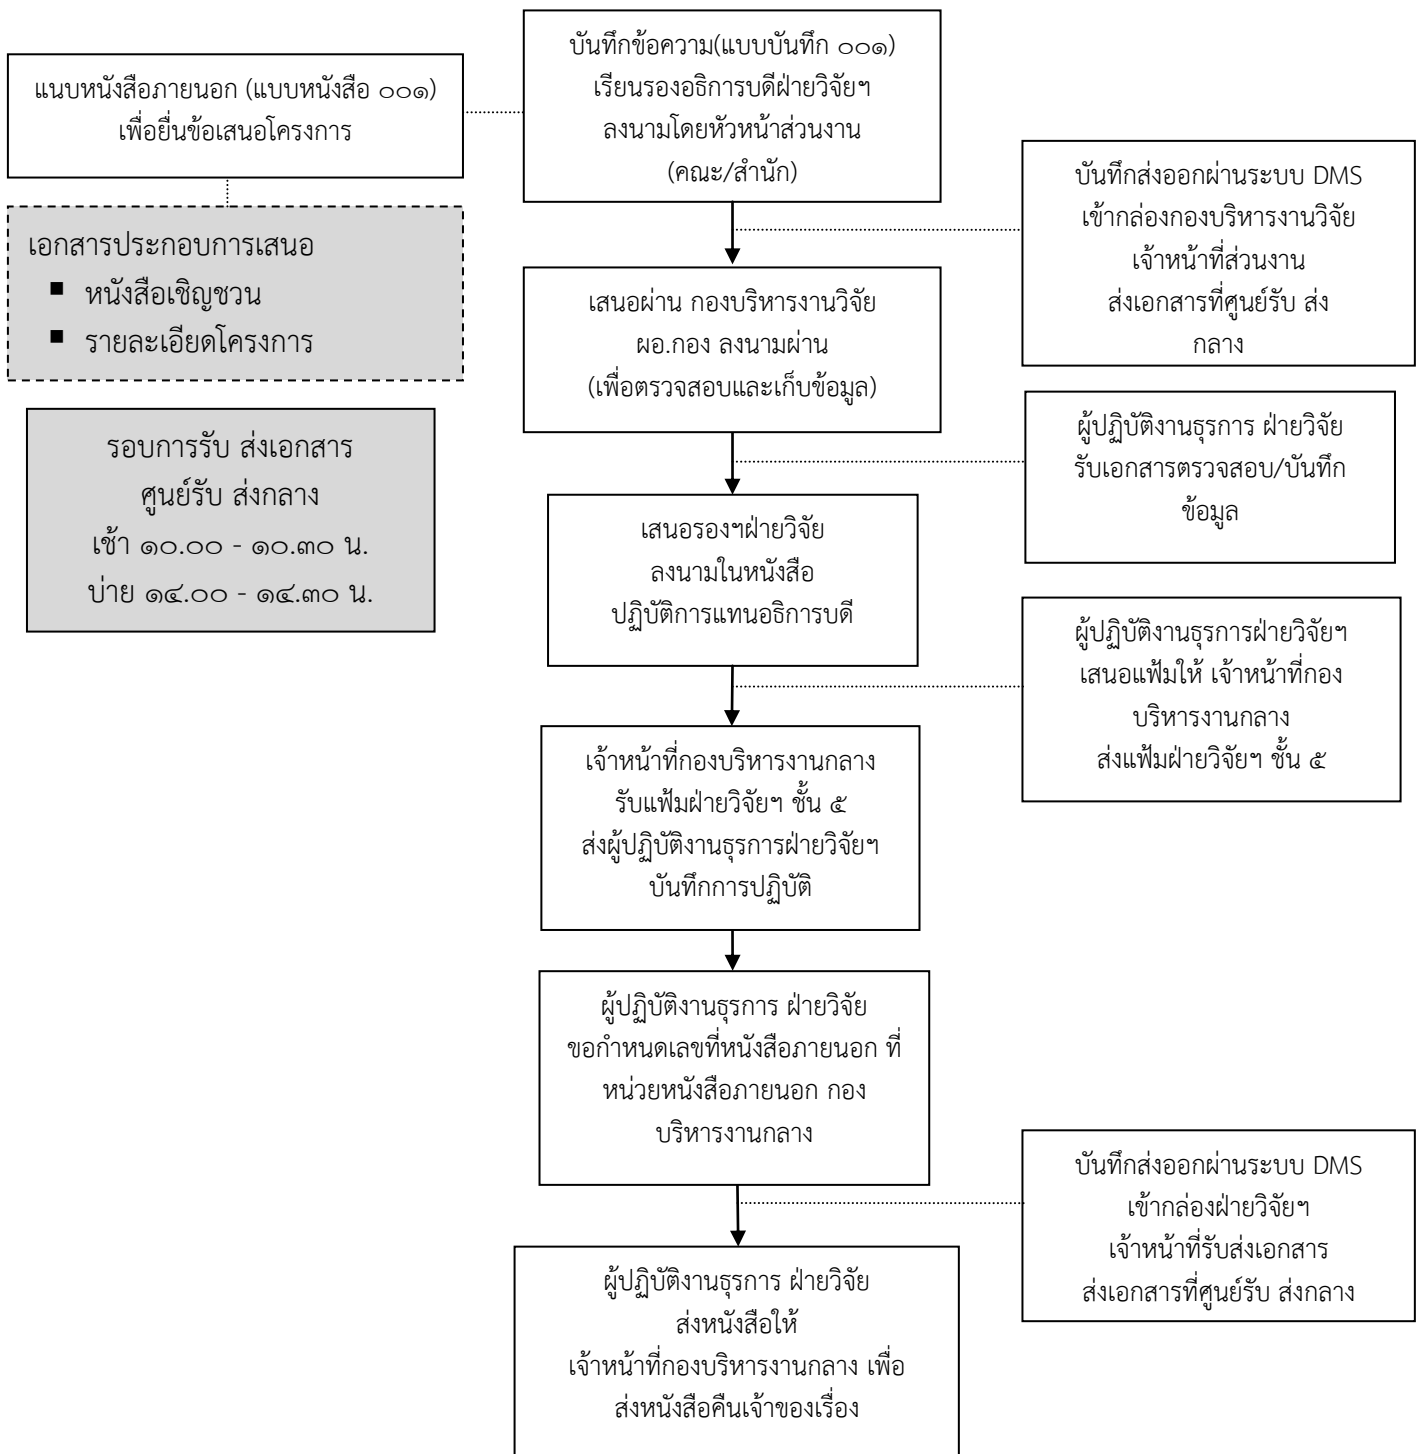 บันทึกข้อความ(แบบบันทึก ๐๐๑)
เรียนรองอธิการบดีฝ่ายวิจัยฯ
ลงนามโดยหัวหน้าส่วนงาน
(คณะ/สำนัก)
แนบหนังสือภายนอก (แบบหนังสือ ๐๐๑)
เพื่อยื่นข้อเสนอโครงการ
เอกสารประกอบการเสนอ
▪ หนังสือเชิญชวน
▪ รายละเอียดโครงการ
รอบการรับ ส่งเอกสาร
ศูนย์รับ ส่งกลาง
เช้า ๑๐.๐๐ - ๑๐.๓๐ น.
บ่าย ๑๔.๐๐ - ๑๔.๓๐ น.
บันทึกส่งออกผ่านระบบ DMS
เข้ากล่องกองบริหารงานวิจัย
เจ้าหน้าที่ส่วนงาน
ส่งเอกสารที่ศูนย์รับ ส่ง
กลาง
เสนอผ่าน กองบริหารงานวิจัย
ผอ.กอง ลงนามผ่าน
(เพื่อตรวจสอบและเก็บข้อมูล)
ผู้ปฏิบัติงานธุรการ ฝ่ายวิจัย
รับเอกสารตรวจสอบ/บันทึก
ข้อมูล
เสนอรองฯฝ่ายวิจัย
ลงนามในหนังสือ
ปฏิบัติการแทนอธิการบดี
ผู้ปฏิบัติงานธุรการฝ่ายวิจัยฯ
เสนอแฟ้มให้ เจ้าหน้าที่กอง
บริหารงานกลาง
ส่งแฟ้มฝ่ายวิจัยฯ ชั้น ๕
เจ้าหน้าที่กองบริหารงานกลาง
รับแฟ้มฝ่ายวิจัยฯ ชั้น ๕
ส่งผู้ปฏิบัติงานธุรการฝ่ายวิจัยฯ
บันทึกการปฏิบัติ
ผู้ปฏิบัติงานธุรการ ฝ่ายวิจัย
ขอกำหนดเลขที่หนังสือภายนอก ที่
หน่วยหนังสือภายนอก กอง
บริหารงานกลาง
บันทึกส่งออกผ่านระบบ DMS
เข้ากล่องฝ่ายวิจัยฯ
เจ้าหน้าที่รับส่งเอกสาร
ส่งเอกสารที่ศูนย์รับ ส่งกลาง
ผู้ปฏิบัติงานธุรการ ฝ่ายวิจัย
ส่งหนังสือให้
เจ้าหน้าที่กองบริหารงานกลาง เพื่อ
ส่งหนังสือคืนเจ้าของเรื่อง